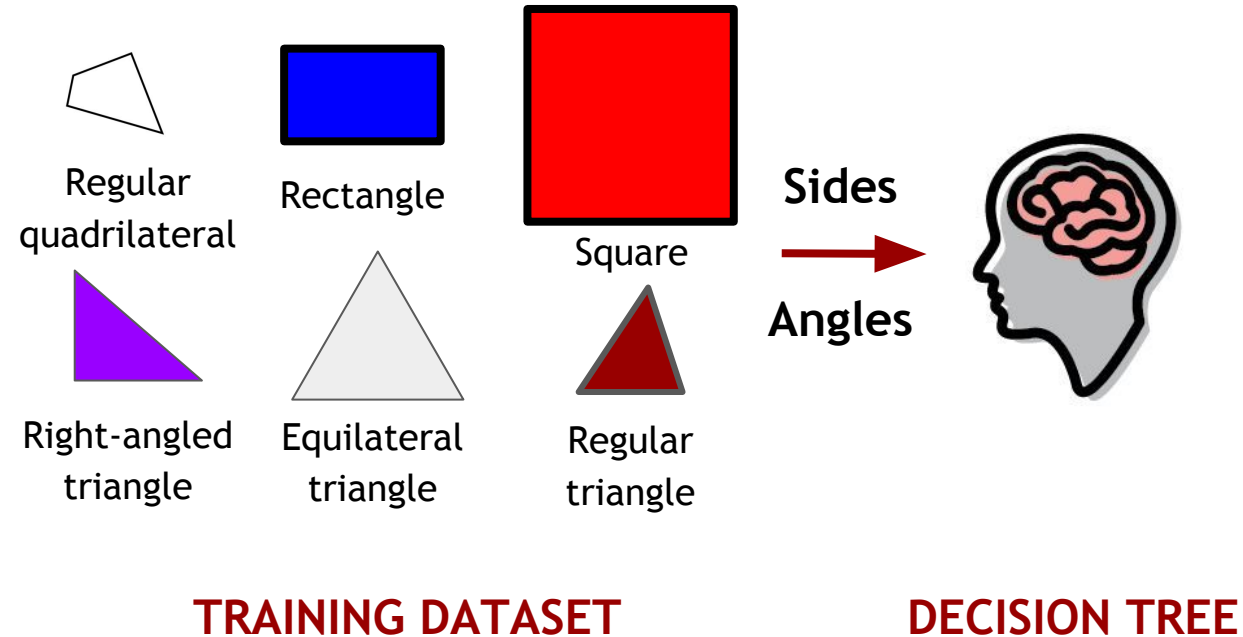 Regular
quadrilateral
Rectangle
Square
Right-angled
triangle
Equilateral
triangle
Regular
triangle
Sides
Angles
TRAINING DATASET
DECISION TREE